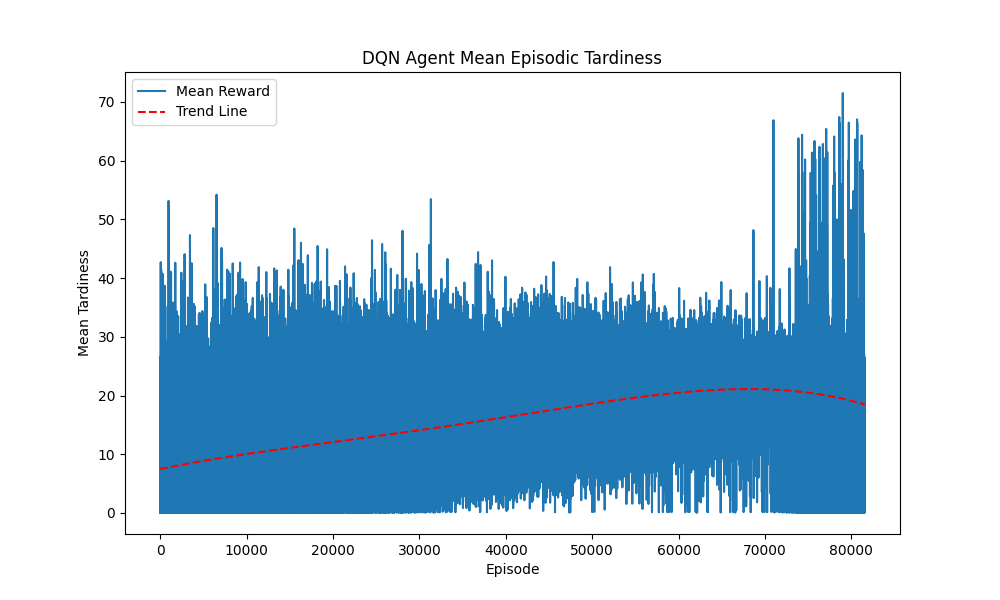 DQN Agent Mean Episodic Tardiness
Mean Reward
Trend Line
Mean Tardiness
70
60
50
40
30
20
10
0
0 10000 20000 30000 40000 50000 60000 70000 80000
Episode